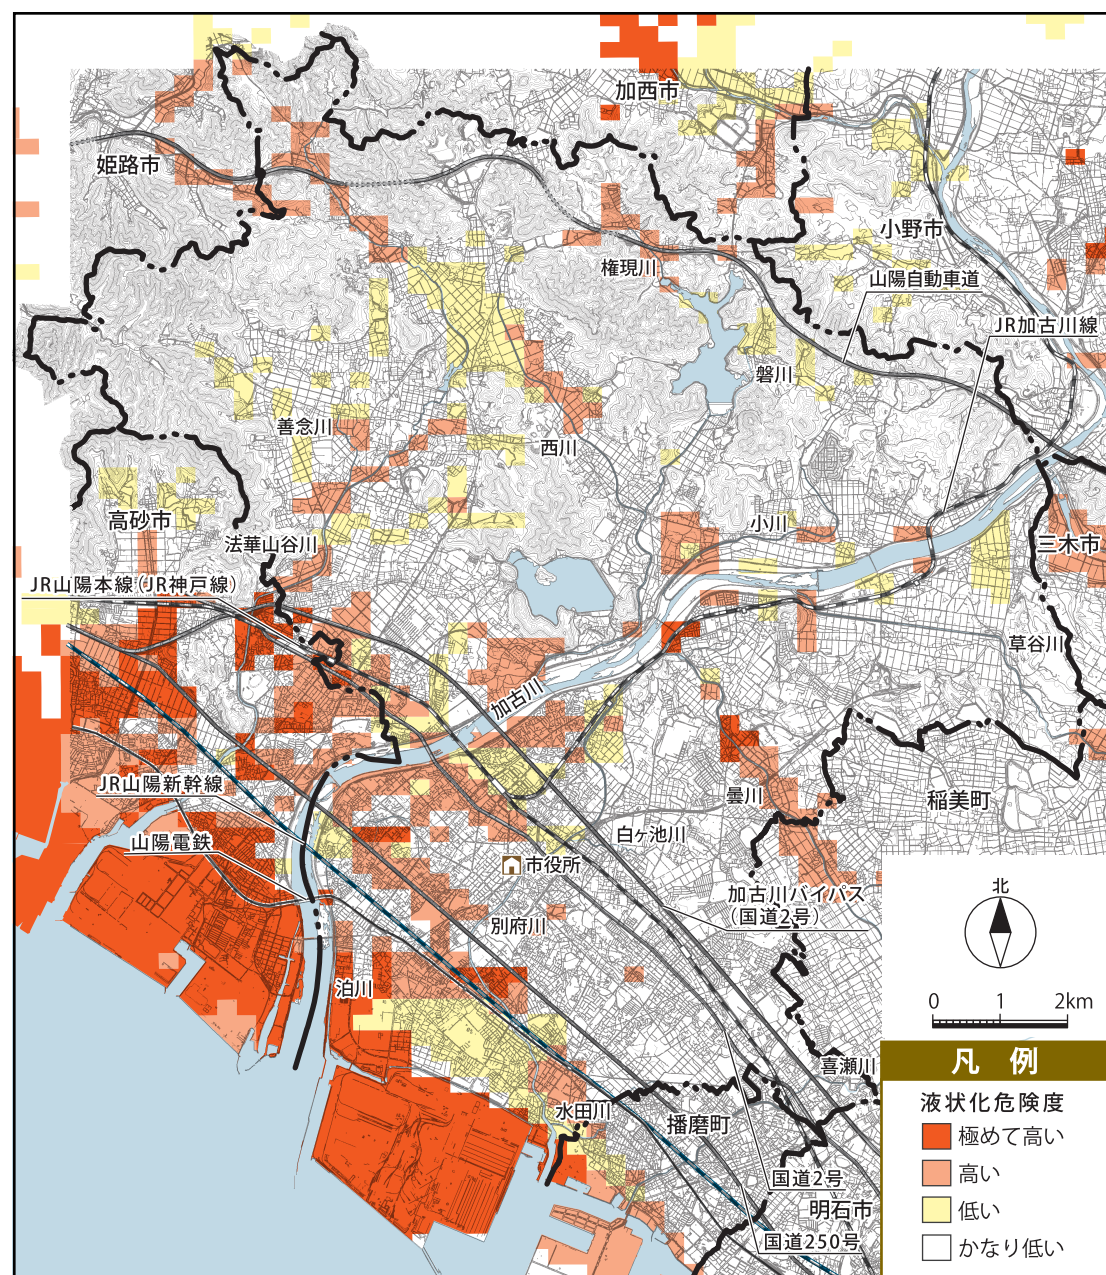 加西市
姫路市
小野市
権現川
山陽自動車道
JR加古川線
磐川
善念川
西川
高砂市
小川
法華山谷川
三木市
JR山陽本線(JR神戸線)
草谷川
加古川
JR山陽新幹線
曇川
稲美町
山陽電鉄
白ヶ池川
市役所
加古川バイパス
(国道2号)
北
別府川
泊川
0 1 2km
凡 例
喜瀬川
液状化危険度
水田川
播磨町
極めて高い
高い
国道2号
明石市
低い
国道250号
かなり低い